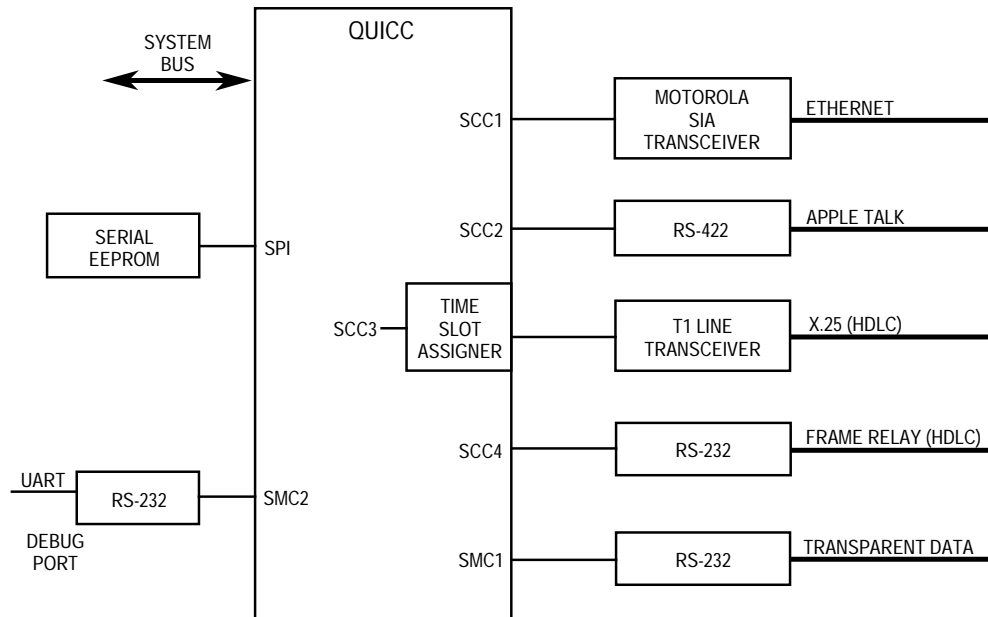 QUICC
SYSTEM
BUS
SCC1
MOTOROLA
SIA
TRANSCEIVER
ETHERNET
SCC2
RS-422
APPLE TALK
SERIAL
EEPROM
SPI
SCC3
TIME
SLOT
ASSIGNER
T1 LINE
TRANSCEIVER
X.25 (HDLC)
SCC4
RS-232
FRAME RELAY (HDLC)
UART
RS-232
SMC2
DEBUG
PORT
SMC1
RS-232
TRANSPARENT DATA